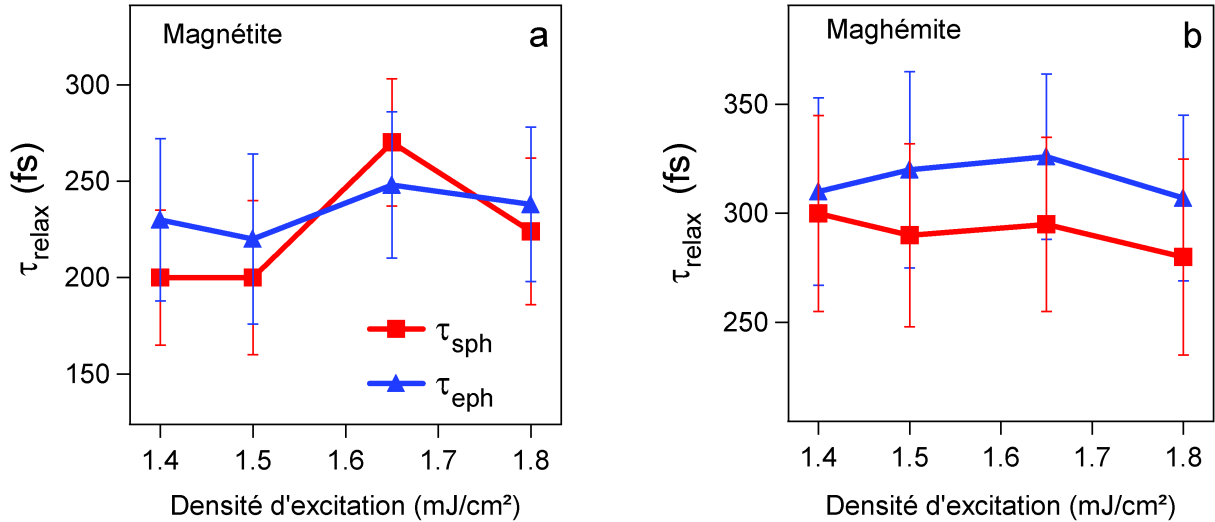 Magnétite
a
300
250
200
150
τrelax (fs)
τsph
τeph
1.4 1.5 1.6 1.7 1.8
Densité d'excitation (mJ/cm²)
Maghémite
b
350
300
250
τrelax (fs)
1.4 1.5 1.6 1.7 1.8
Densité d'excitation (mJ/cm²)